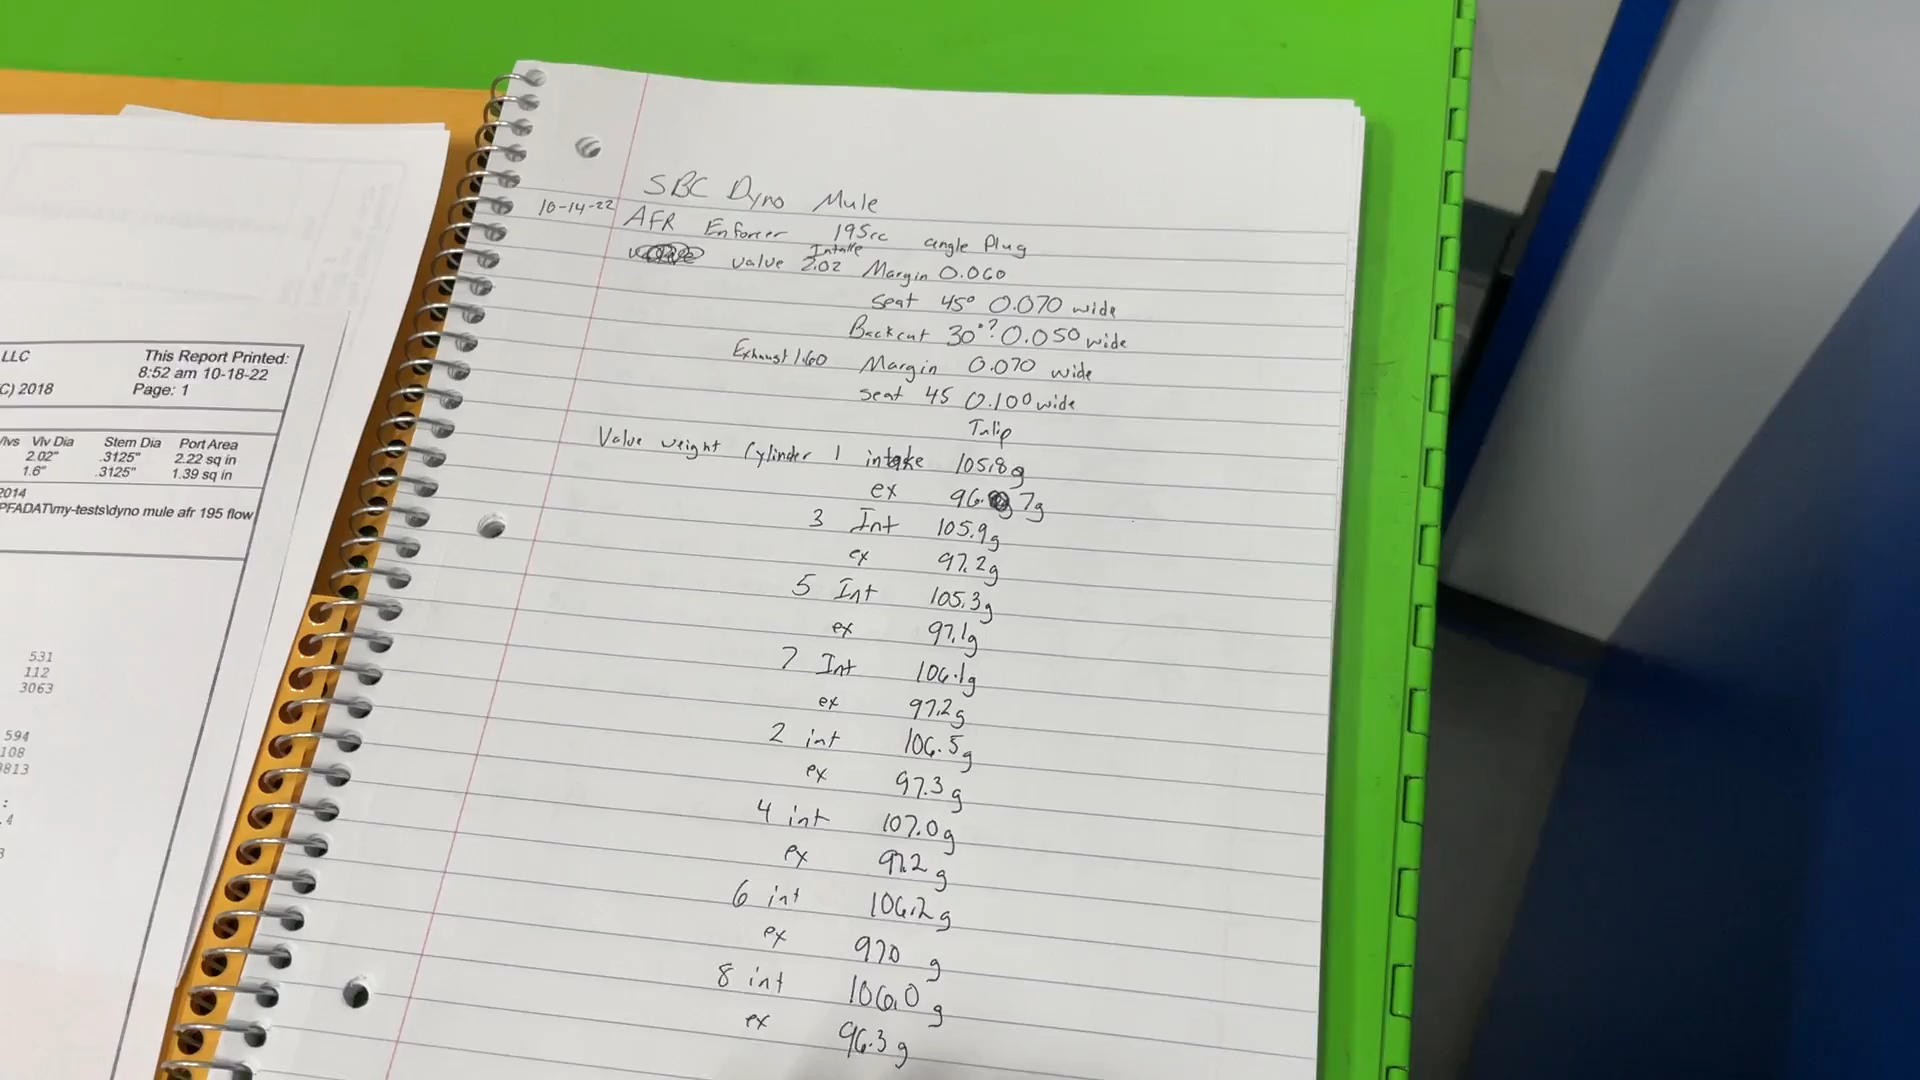 LLC
This Report Printed:
8:52 am 10-18-22
C) 2018
Page: 1
Vlvs Vlv Dia Stem Dia Port Area
2.02" .3125" 2.22 sq in
1.6" .3125" 1.39 sq in
2014
PFADAT\my-tests\dyno mule afr 195 flow
531
112
3063
594
108
3813
:
.4
3
SBC Dyno Mule
10-14-22 AFR Enforcer 195cc angle Plug
Intake
valve 2.02 Margin 0.060
seat 45° 0.070 wide
Backcut 30°? 0.050 wide
Exhaust 1.60 Margin 0.070 wide
seat 45 0.100 wide
Tulip
Valve weight Cylinder 1 intake 105.8g
ex 96.7g
3 Int 105.9g
ex 97.2g
5 Int 105.3g
ex 97.1g
7 Int 106.1g
ex 97.2g
2 int 106.5g
ex 97.3g
4 int 107.0g
ex 97.2g
6 int 106.2g
ex 97.0 g
8 int 106.0g
ex 96.3g